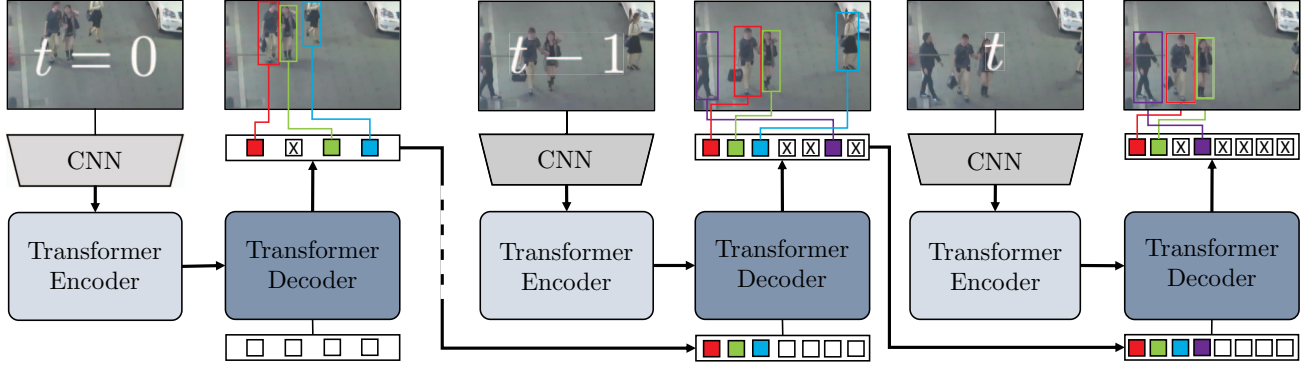 t = 0
t − 1
t
CNN
CNN
CNN
X
X X X
X X X X X
Transformer
Encoder
Transformer
Decoder
Transformer
Encoder
Transformer
Decoder
Transformer
Encoder
Transformer
Decoder